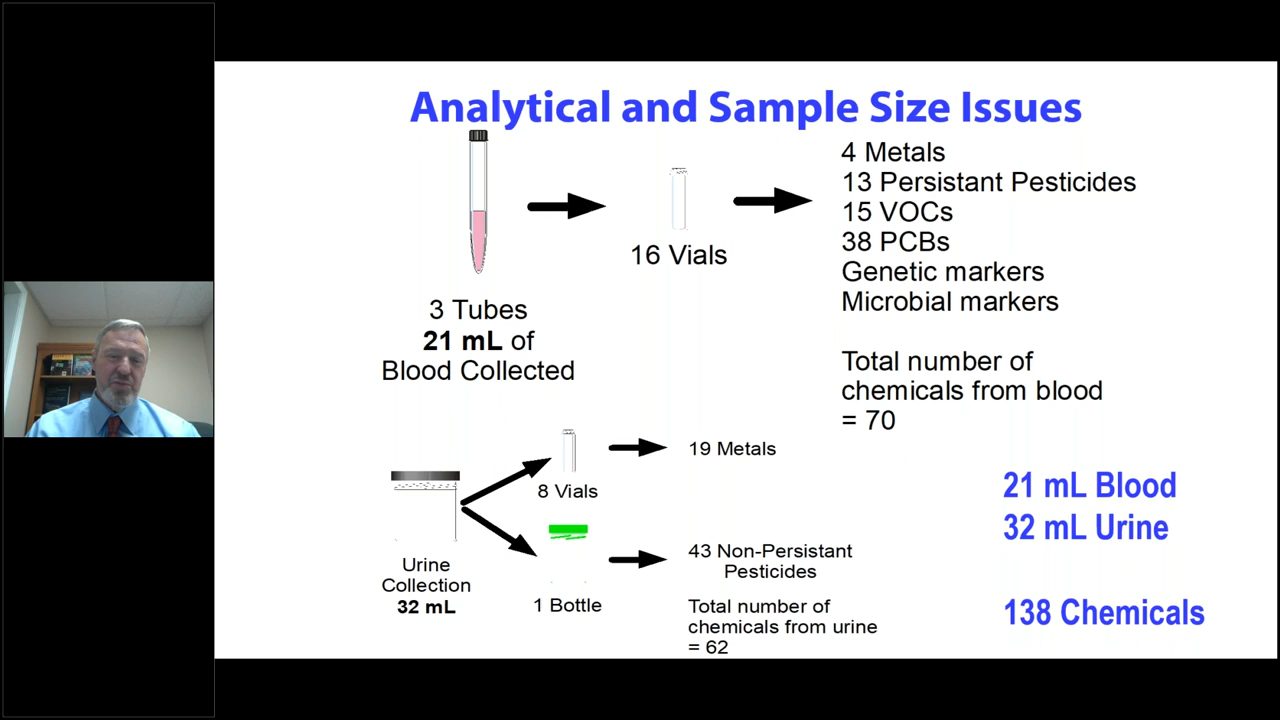 Analytical and Sample Size Issues
3 Tubes
21 mL of
Blood Collected
16 Vials
4 Metals
13 Persistant Pesticides
15 VOCs
38 PCBs
Genetic markers
Microbial markers
Total number of
chemicals from blood
= 70
Urine
Collection
32 mL
8 Vials
19 Metals
1 Bottle
43 Non-Persistant
Pesticides
Total number of
chemicals from urine
= 62
21 mL Blood
32 mL Urine
138 Chemicals